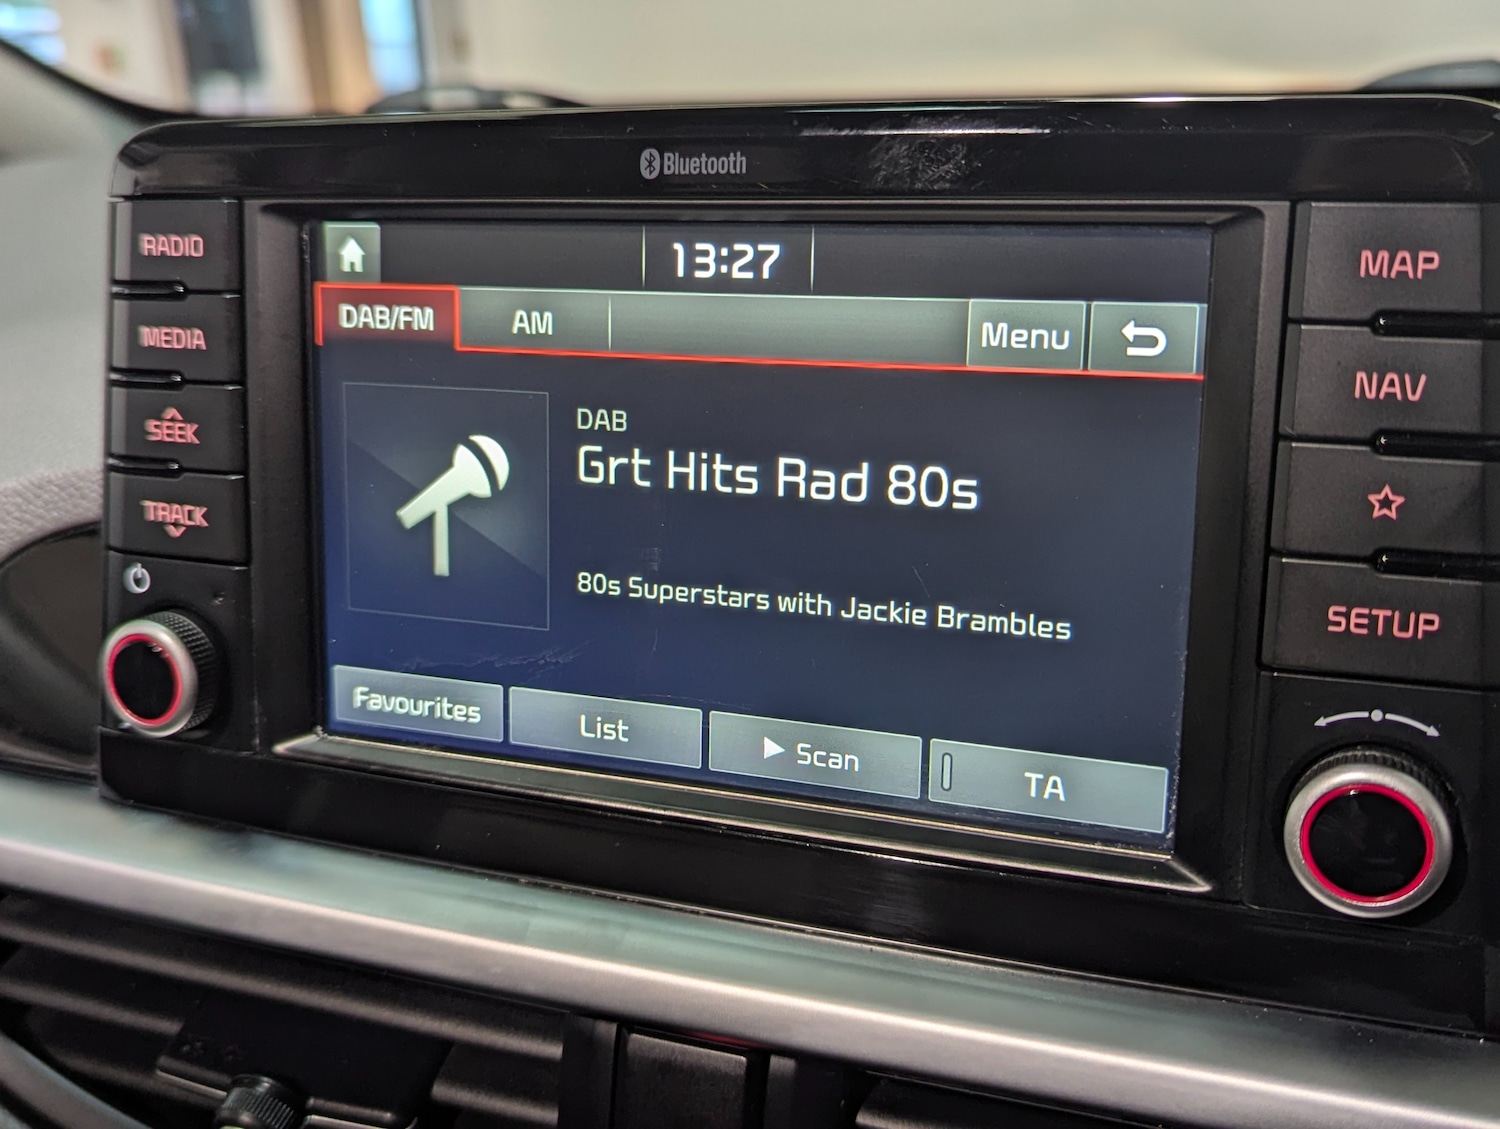 Bluetooth
RADIO
MEDIA
SEEK
TRACK
13:27
DAB/FM
AM
Menu
DAB
Grt Hits Rad 80s
80s Superstars with Jackie Brambles
Favourites
List
Scan
TA
MAP
NAV
SETUP